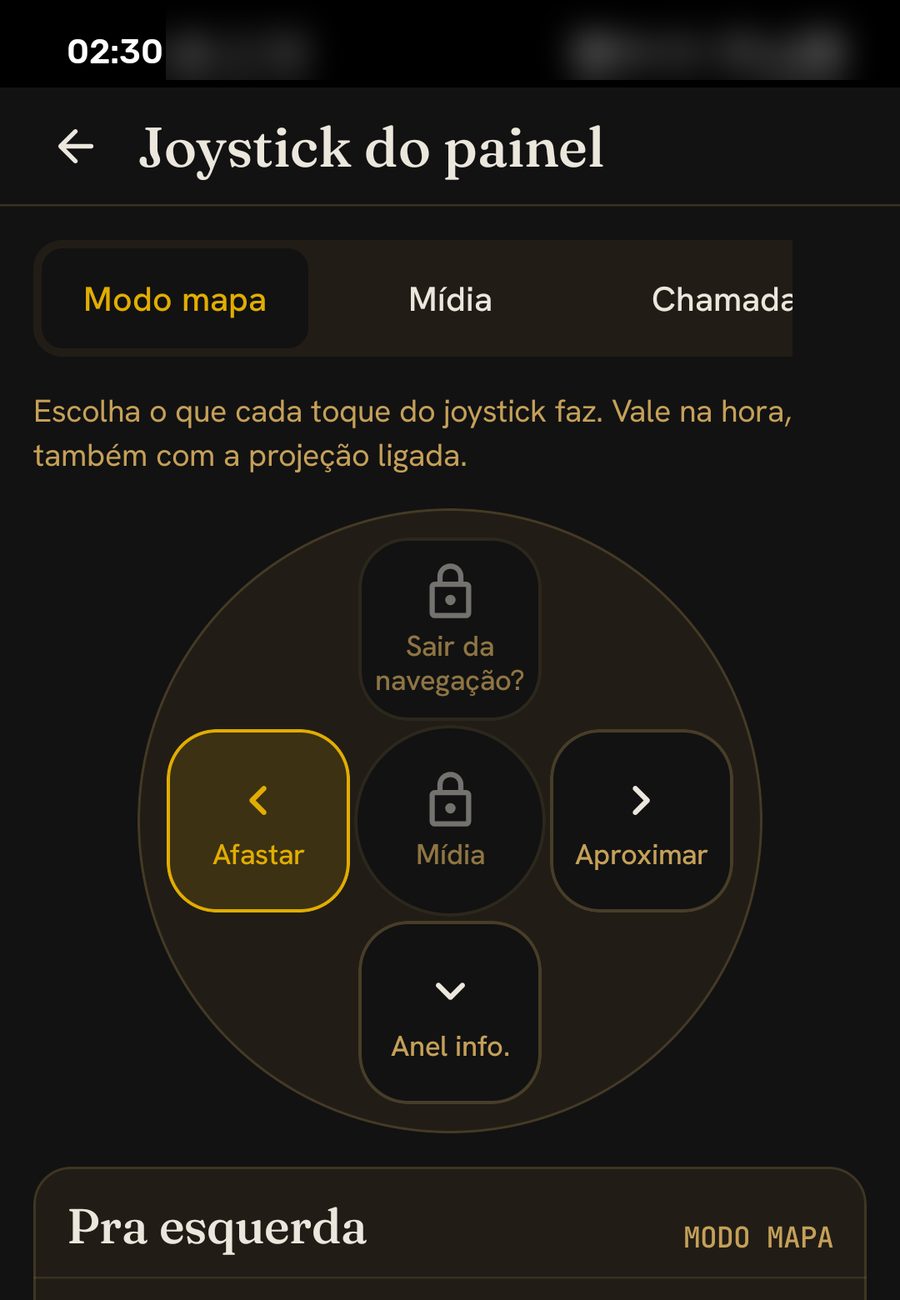 02:30
Joystick do painel
Modo mapa
Mídia
Chamada
Escolha o que cada toque do joystick faz. Vale na hora,
também com a projeção ligada.
Sair da
navegação?
Afastar
Mídia
Aproximar
Anel info.
Pra esquerda
MODO MAPA